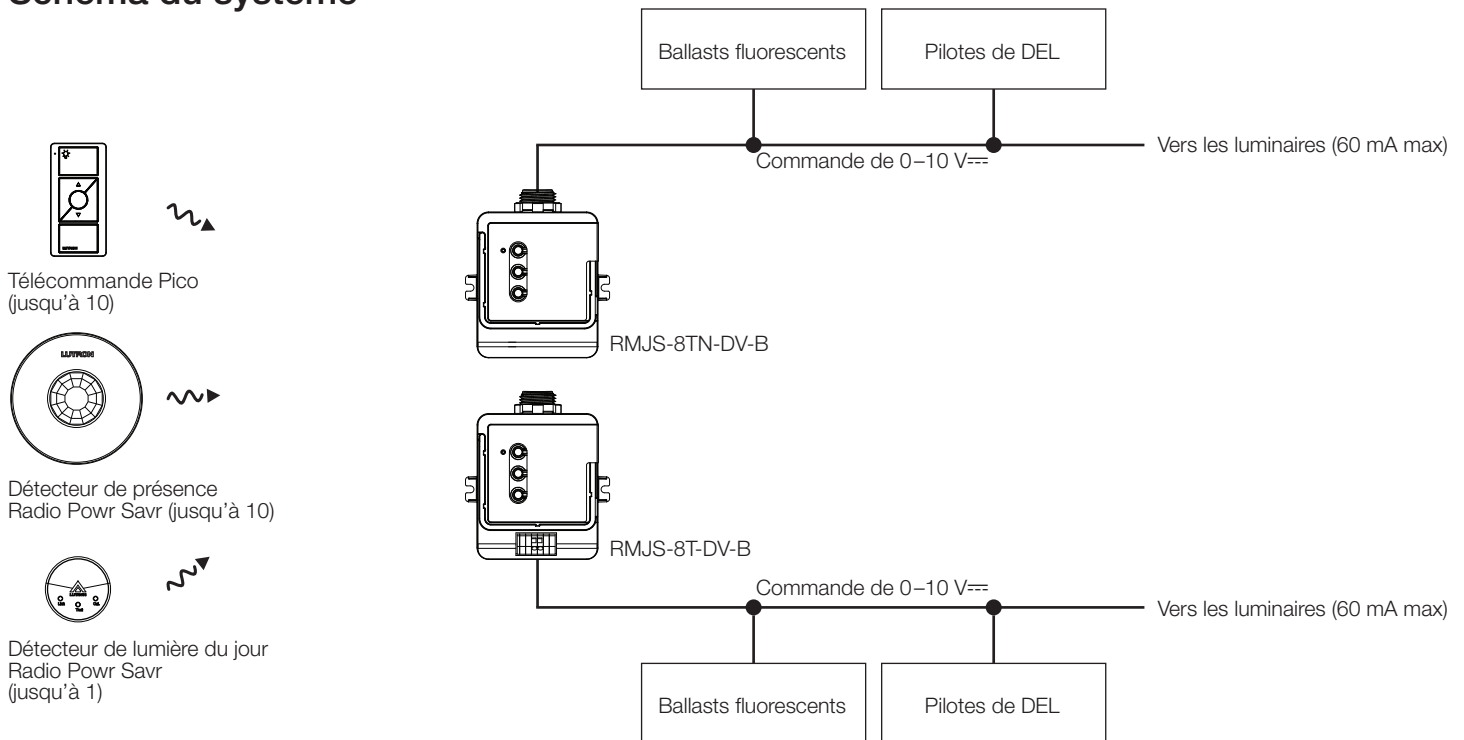 Schéma du système
Ballasts fluorescents
Pilotes de DEL
Commande de 0–10 V
Vers les luminaires (60 mA max)
LUTRON
Télécommande Pico
(jusqu’à 10)
RMJS-8TN-DV-B
LUTRON
Détecteur de présence
Radio Powr Savr (jusqu’à 10)
RMJS-8T-DV-B
LUTRON
Détecteur de lumière du jour
Radio Powr Savr
(jusqu’à 1)
Commande de 0–10 V
Vers les luminaires (60 mA max)
Ballasts fluorescents
Pilotes de DEL